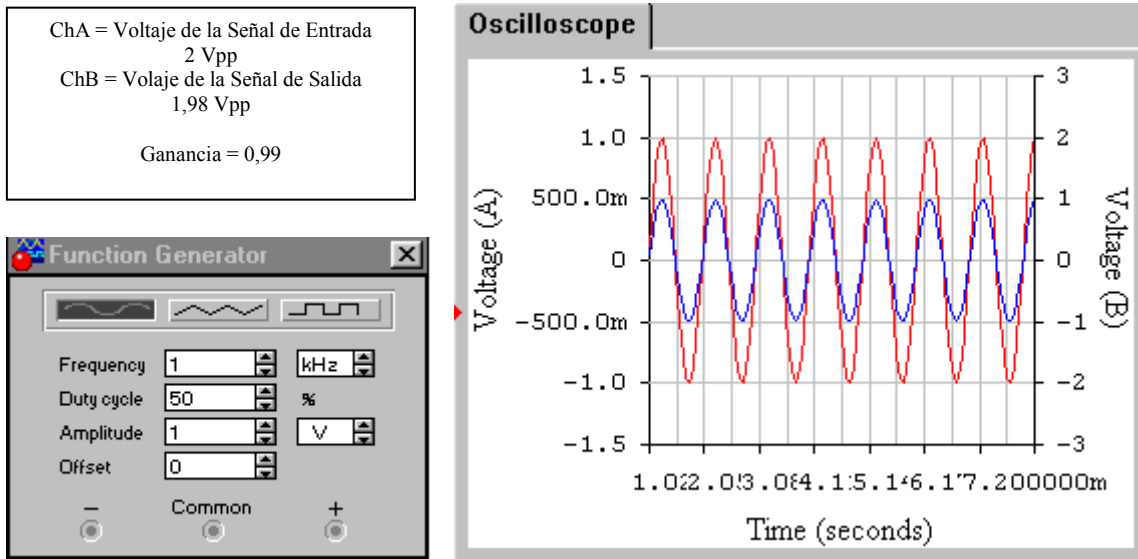 ChA = Voltaje de la Señal de Entrada
2 Vpp
ChB = Volaje de la Señal de Salida
1,98 Vpp
Ganancia = 0,99
Function Generator
Frequency 1 kHz
Duty cycle 50 %
Amplitude 1 V
Offset 0
− Common +
Oscilloscope
1.5 3
1.0 2
500.0m 1
0 0
−500.0m −1
−1.0 −2
−1.5 −3
Voltage (A)
Voltage (B)
7.200000m
Time (seconds)